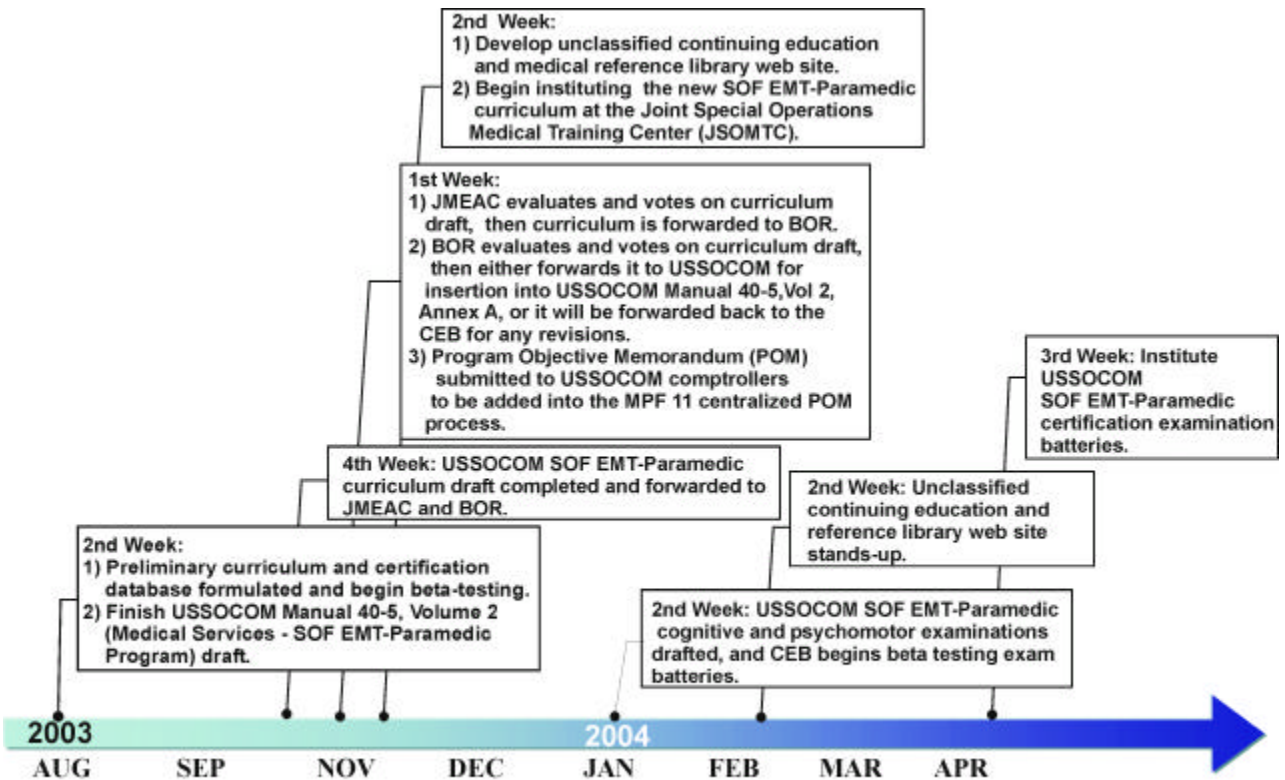 2nd Week:
1) Develop unclassified continuing education
and medical reference library web site.
2) Begin instituting the new SOF EMT-Paramedic
curriculum at the Joint Special Operations
Medical Training Center (JSOMTC).
1st Week:
1) JMEAC evaluates and votes on curriculum
draft, then curriculum is forwarded to BOR.
2) BOR evaluates and votes on curriculum draft,
then either forwards it to USSOCOM for
insertion into USSOCOM Manual 40-5,Vol 2,
Annex A, or it will be forwarded back to the
CEB for any revisions.
3) Program Objective Memorandum (POM)
submitted to USSOCOM comptrollers
to be added into the MPF 11 centralized POM
process.
3rd Week: Institute
USSOCOM
SOF EMT-Paramedic
certification examination
batteries.
4th Week: USSOCOM SOF EMT-Paramedic
curriculum draft completed and forwarded to
JMEAC and BOR.
2nd Week: Unclassified
continuing education and
reference library web site
stands-up.
2nd Week:
1) Preliminary curriculum and certification
database formulated and begin beta-testing.
2) Finish USSOCOM Manual 40-5, Volume 2
(Medical Services - SOF EMT-Paramedic
Program) draft.
2nd Week: USSOCOM SOF EMT-Paramedic
cognitive and psychomotor examinations
drafted, and CEB begins beta testing exam
batteries.
2003 2004
AUG SEP NOV DEC JAN FEB MAR APR